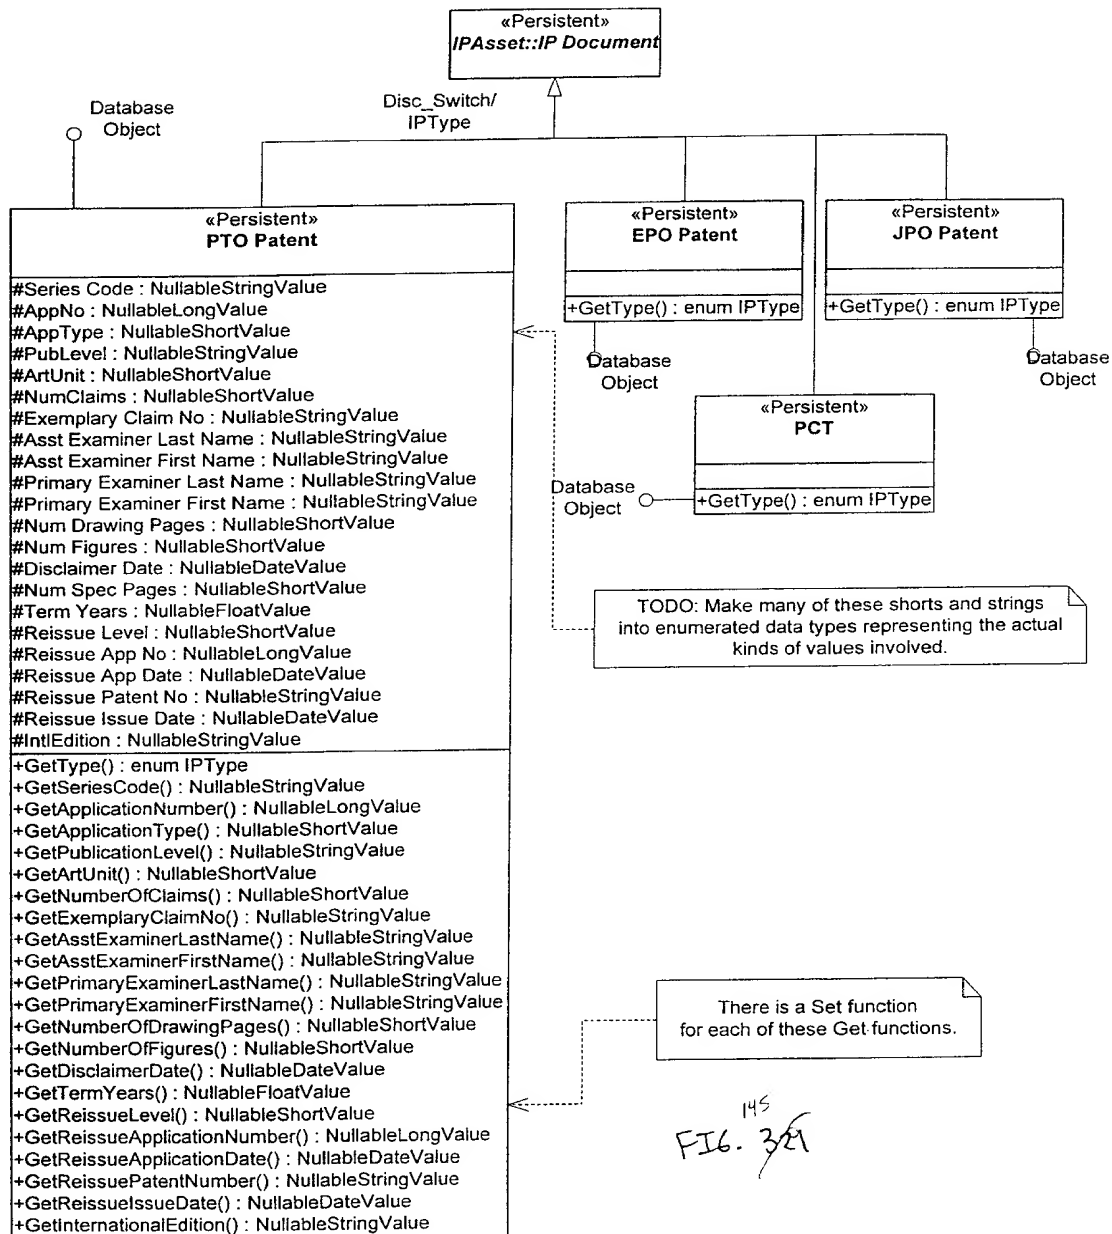 «Persistent»
IPAsset::IP Document
Disc_Switch/
IPType
Database
Object
«Persistent»
PTO Patent
#Series Code : NullableStringValue
#AppNo : NullableLongValue
#AppType : NullableShortValue
#PubLevel : NullableStringValue
#ArtUnit : NullableShortValue
#NumClaims : NullableShortValue
#Exemplary Claim No : NullableStringValue
#Asst Examiner Last Name : NullableStringValue
#Asst Examiner First Name : NullableStringValue
#Primary Examiner Last Name : NullableStringValue
#Primary Examiner First Name : NullableStringValue
#Num Drawing Pages : NullableShortValue
#Num Figures : NullableShortValue
#Disclaimer Date : NullableDateValue
#Num Spec Pages : NullableShortValue
#Term Years : NullableFloatValue
#Reissue Level : NullableShortValue
#Reissue App No : NullableLongValue
#Reissue App Date : NullableDateValue
#Reissue Patent No : NullableStringValue
#Reissue Issue Date : NullableDateValue
#IntlEdition : NullableStringValue
+GetType() : enum IPType
+GetSeriesCode() : NullableStringValue
+GetApplicationNumber() : NullableLongValue
+GetApplicationType() : NullableShortValue
+GetPublicationLevel() : NullableStringValue
+GetArtUnit() : NullableShortValue
+GetNumberOfClaims() : NullableShortValue
+GetExemplaryClaimNo() : NullableStringValue
+GetAsstExaminerLastName() : NullableStringValue
+GetAsstExaminerFirstName() : NullableStringValue
+GetPrimaryExaminerLastName() : NullableStringValue
+GetPrimaryExaminerFirstName() : NullableStringValue
+GetNumberOfDrawingPages() : NullableShortValue
+GetNumberOfFigures() : NullableShortValue
+GetDisclaimerDate() : NullableDateValue
+GetTermYears() : NullableFloatValue
+GetReissueLevel() : NullableShortValue
+GetReissueApplicationNumber() : NullableLongValue
+GetReissueApplicationDate() : NullableDateValue
+GetReissuePatentNumber() : NullableStringValue
+GetReissueIssueDate() : NullableDateValue
+GetInternationalEdition() : NullableStringValue
«Persistent»
EPO Patent
+GetType() : enum IPType
Database
Object
«Persistent»
JPO Patent
+GetType() : enum IPType
Database
Object
«Persistent»
PCT
+GetType() : enum IPType
Database
Object
TODO: Make many of these shorts and strings
into enumerated data types representing the actual
kinds of values involved.
There is a Set function
for each of these Get functions.
145
FIG.